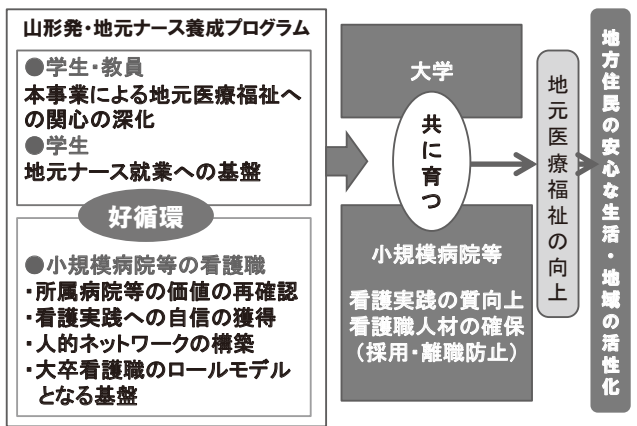 山形発・地元ナース養成プログラム
●学生・教員
本事業による地元医療福祉へ
の関心の深化
●学生
地元ナース就業への基盤
好循環
●小規模病院等の看護職
・所属病院等の価値の再確認
・看護実践への自信の獲得
・人的ネットワークの構築
・大卒看護職のロールモデル
となる基盤
大学
共に育つ
小規模病院等
看護実践の質向上
看護職人材の確保
（採用・離職防止）
地元医療福祉の向上
地方住民の安心な生活・地域の活性化